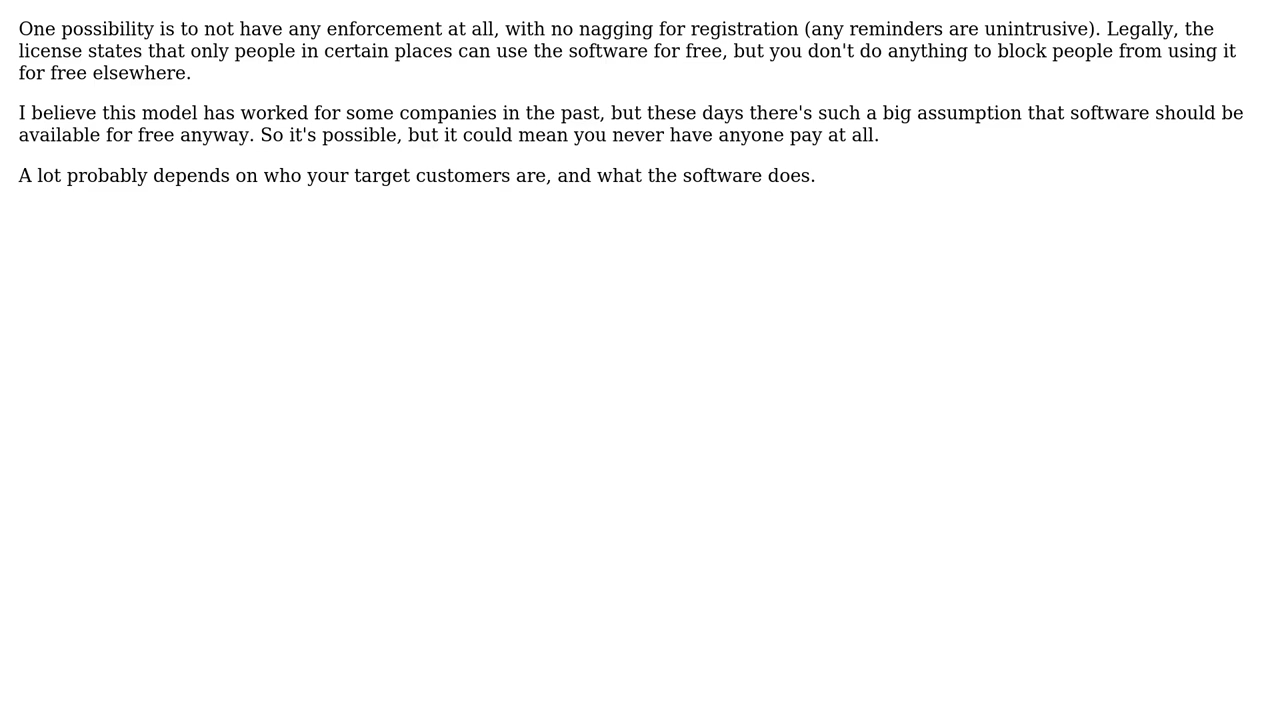 One possibility is to not have any enforcement at all, with no nagging for registration (any reminders are unintrusive). Legally, the
license states that only people in certain places can use the software for free, but you don't do anything to block people from using it
for free elsewhere.
I believe this model has worked for some companies in the past, but these days there's such a big assumption that software should be
available for free anyway. So it's possible, but it could mean you never have anyone pay at all.
A lot probably depends on who your target customers are, and what the software does.